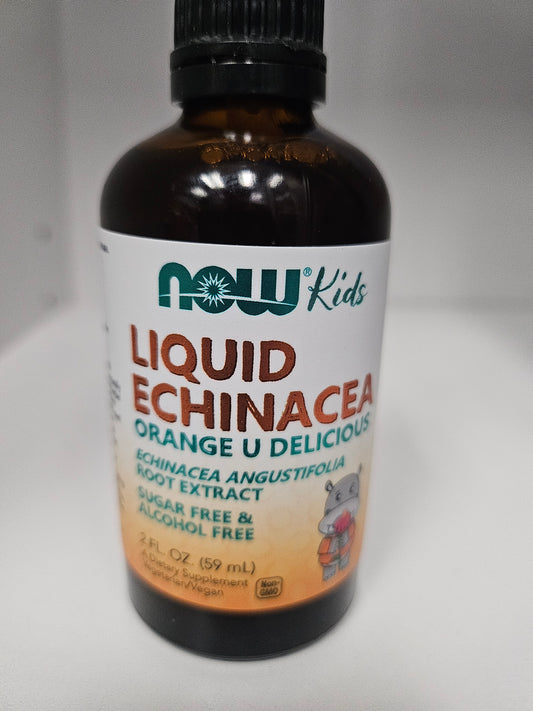 NOW® Kids
LIQUID
ECHINACEA
ORANGE U DELICIOUS
ECHINACEA ANGUSTIFOLIA
ROOT EXTRACT
SUGAR FREE &
ALCOHOL FREE
2 FL. OZ. (59 mL)
A Dietary Supplement
Vegetarian/Vegan
Non-
GMO